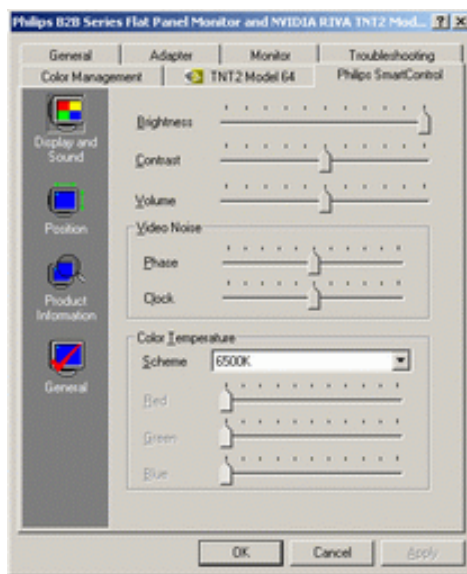 Philips B2B Series Flat Panel Monitor and NVIDIA RIVA TNT2 Mod...
General Adapter Monitor Troubleshooting
Color Management TNT2 Model 64 Philips SmartControl
Display and
Sound
Position
Product
Information
General
Brightness
Contrast
Volume
Video Noise
Phase
Clock
Color Temperature
Scheme 6500K
Red
Green
Blue
OK Cancel Apply